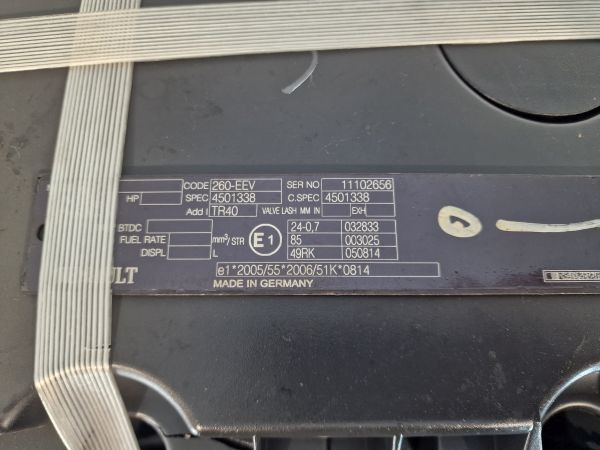 CODE 260-EEV SER NO 11102656
HP SPEC 4501338 C.SPEC 4501338
Add I TR40 VALVE LASH MM IN EXH
BTDC 24-0,7 032833
FUEL RATE mm³/STR E1 85 003025
DISPL L 49RK 050814
ULT e1*2005/55*2006/51K*0814
MADE IN GERMANY